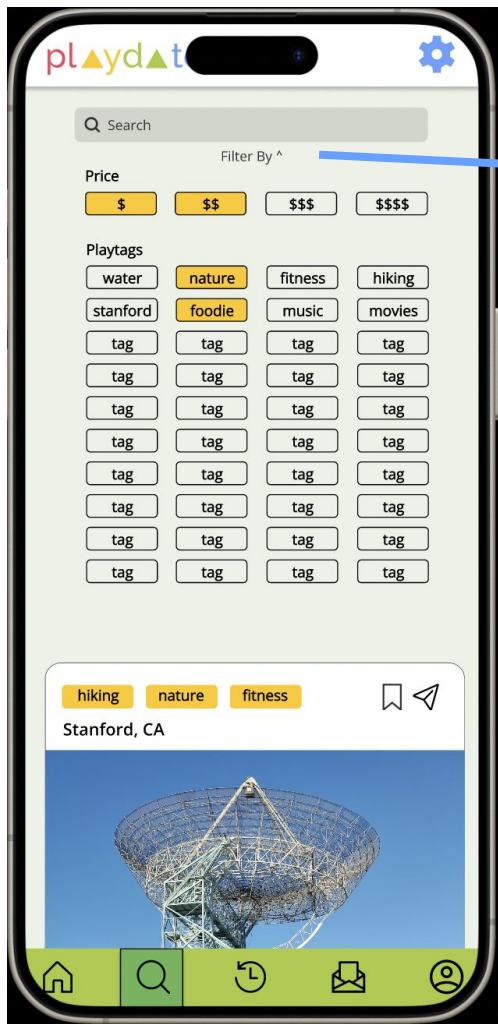 playdat
Search
Filter By ^
Price
$ $$ $$$ $$$$
Playtags
water nature fitness hiking
stanford foodie music movies
tag tag tag tag
tag tag tag tag
tag tag tag tag
tag tag tag tag
tag tag tag tag
tag tag tag tag
tag tag tag tag
tag tag tag tag
hiking nature fitness
Stanford, CA